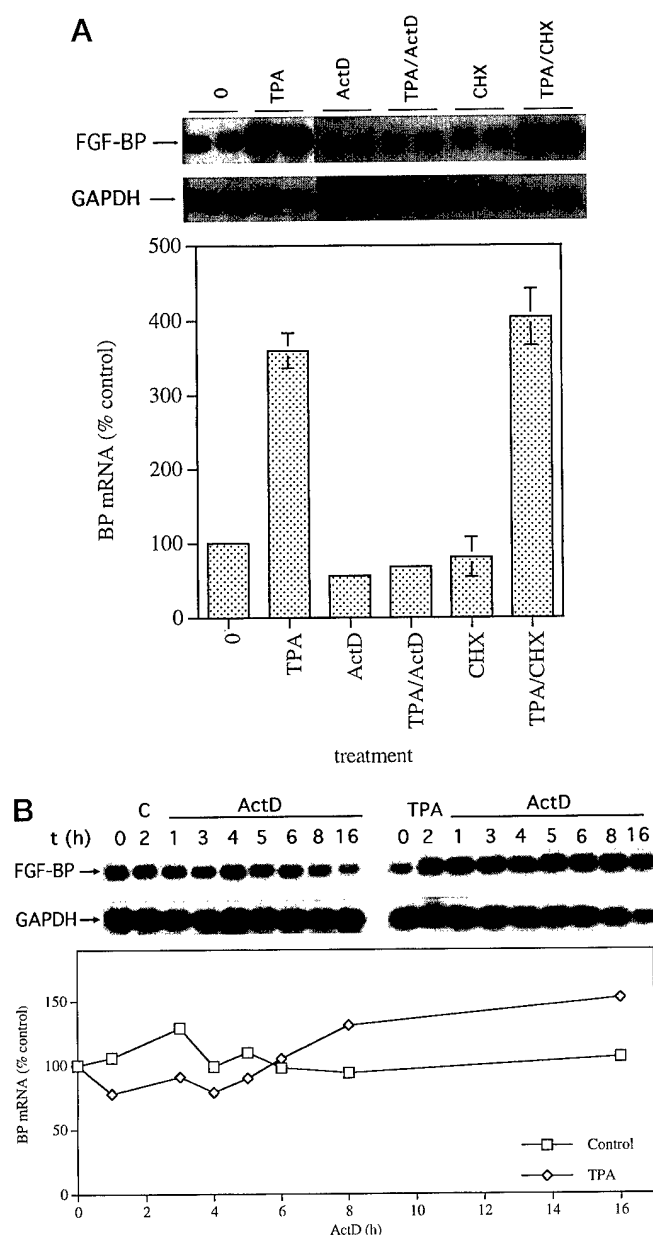 A
0 TPA ActD TPA/ActD CHX TPA/CHX
FGF-BP
GAPDH
500
400
300
200
100
0
BP mRNA (% control)
0 TPA ActD TPA/ActD CHX TPA/CHX
treatment
B
C ActD TPA ActD
t (h) 0 2 1 3 4 5 6 8 16 0 2 1 3 4 5 6 8 16
FGF-BP
GAPDH
150
100
50
0
BP mRNA (% control)
Control
TPA
0 2 4 6 8 10 12 14 16
ActD (h)